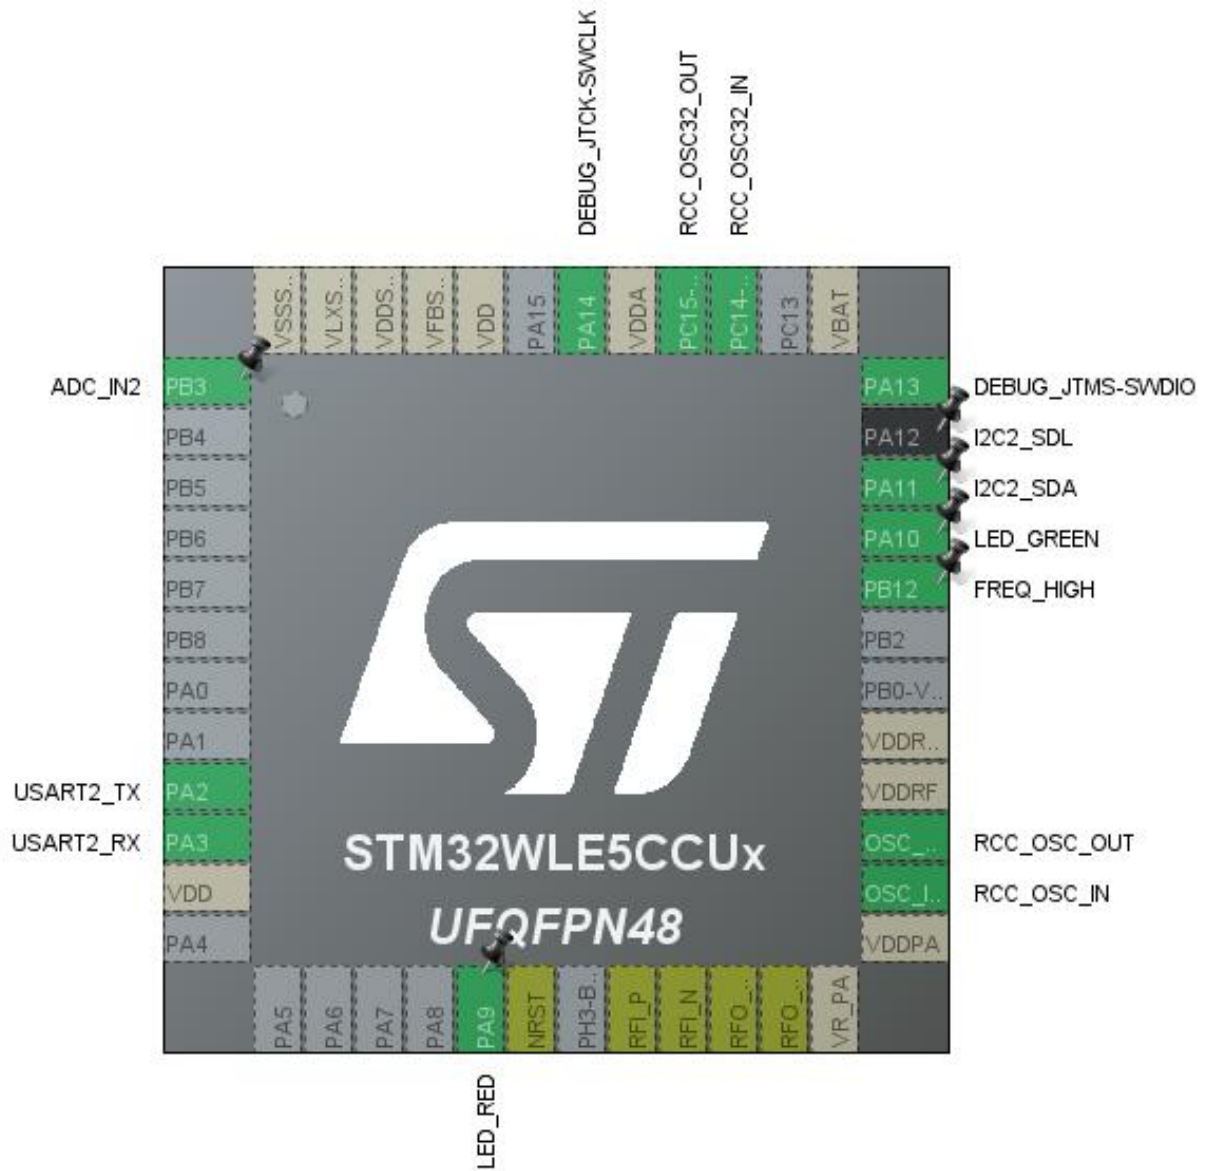 DEBUG_JTCK-SWCLK
RCC_OSC32_OUT
RCC_OSC32_IN
VSSS..
VLXS..
VDDS..
VFBS..
VDD
PA15
PA14
VDDA
PC15-..
PC14-..
PC13
VBAT
ADC_IN2
PB3
PB4
PB5
PB6
PB7
PB8
PA0
PA1
USART2_TX
PA2
USART2_RX
PA3
VDD
PA4
PA13
DEBUG_JTMS-SWDIO
PA12
I2C2_SDL
PA11
I2C2_SDA
PA10
LED_GREEN
PB12
FREQ_HIGH
PB2
PB0-V..
VDDR..
VDDRF
OSC_..
RCC_OSC_OUT
OSC_I..
RCC_OSC_IN
VDDPA
ST
STM32WLE5CCUx
UFQFPN48
PA5
PA6
PA7
PA8
PA9
NRST
PH3-B..
RFI_P
RFI_N
RFO_..
RFO_..
VR_PA
LED_RED